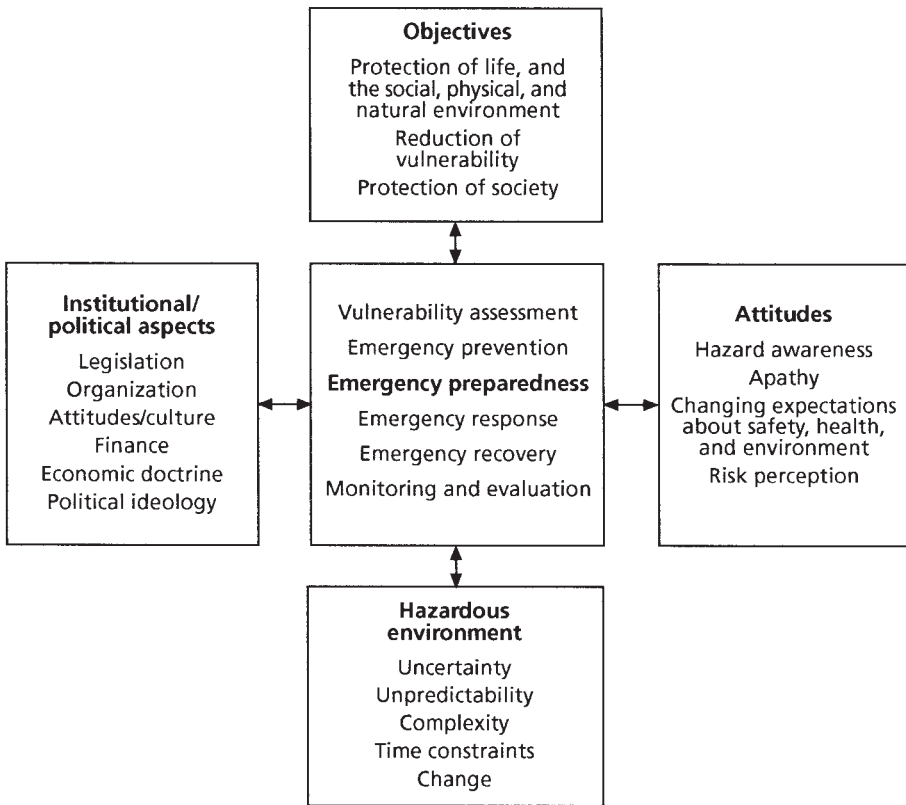 Objectives
Protection of life, and
the social, physical, and
natural environment
Reduction of
vulnerability
Protection of society
Institutional/
political aspects
Legislation
Organization
Attitudes/culture
Finance
Economic doctrine
Political ideology
Vulnerability assessment
Emergency prevention
Emergency preparedness
Emergency response
Emergency recovery
Monitoring and evaluation
Attitudes
Hazard awareness
Apathy
Changing expectations
about safety, health,
and environment
Risk perception
Hazardous
environment
Uncertainty
Unpredictability
Complexity
Time constraints
Change